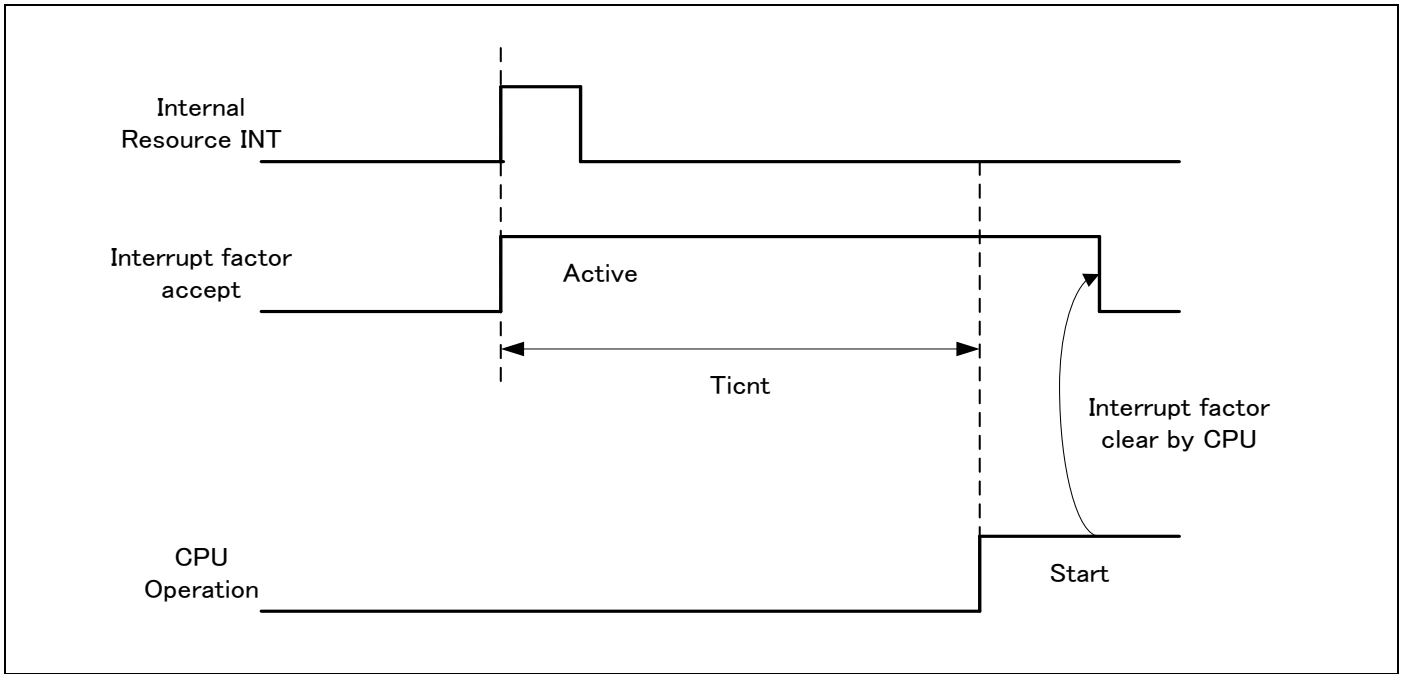 Internal
Resource INT
Interrupt factor
accept
Active
Ticnt
Interrupt factor
clear by CPU
CPU
Operation
Start